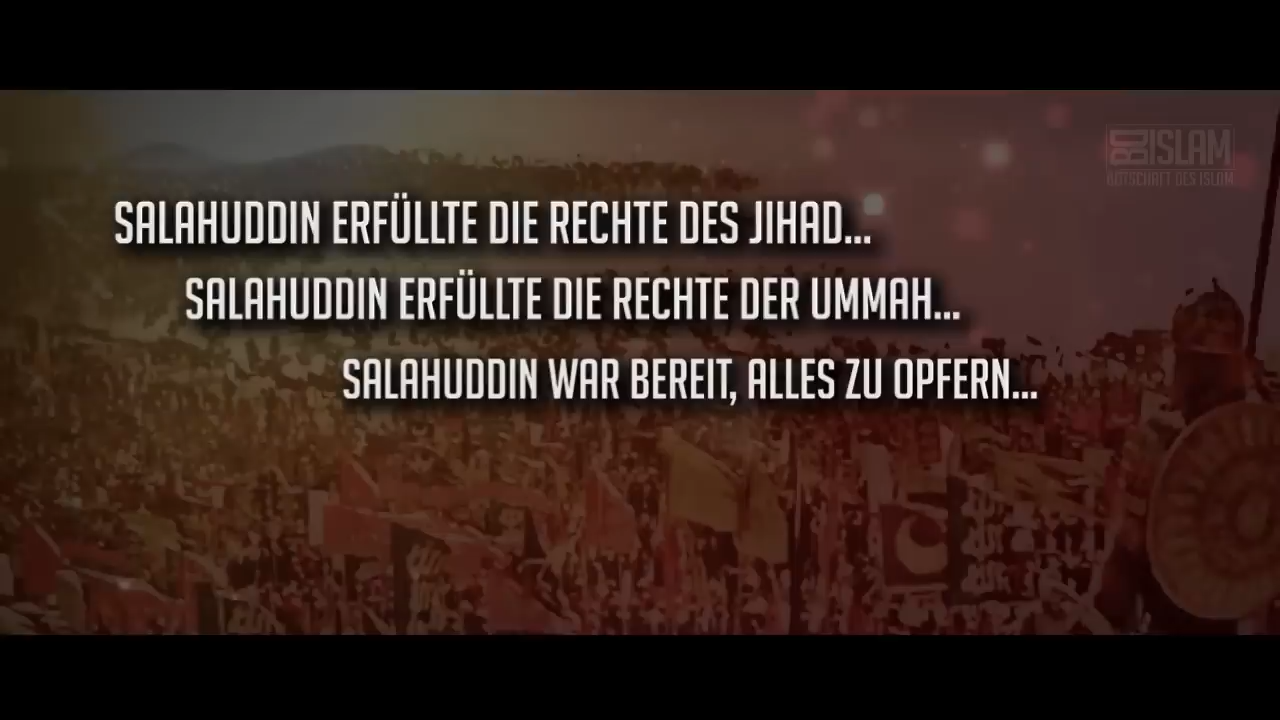 BD ISLAM
BOTSCHAFT DES ISLAM
SALAHUDDIN ERFÜLLTE DIE RECHTE DES JIHAD...
SALAHUDDIN ERFÜLLTE DIE RECHTE DER UMMAH...
SALAHUDDIN WAR BEREIT, ALLES ZU OPFERN...